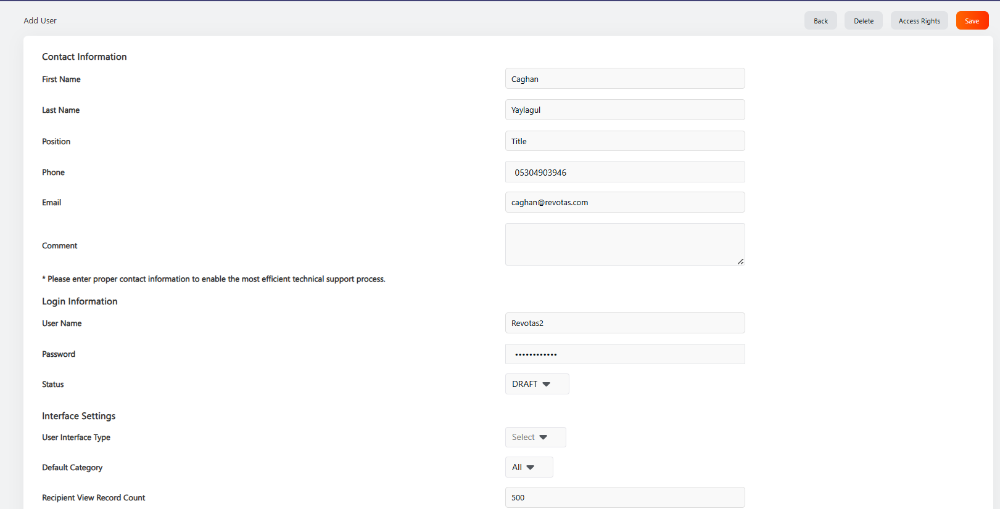 Add User
Back
Delete
Access Rights
Save
Contact Information
First Name
Caghan
Last Name
Yaylagul
Position
Title
Phone
05304903946
Email
caghan@revotas.com
Comment
* Please enter proper contact information to enable the most efficient technical support process.
Login Information
User Name
Revotas2
Password
••••••••••••
Status
DRAFT
Interface Settings
User Interface Type
Select
Default Category
All
Recipient View Record Count
500